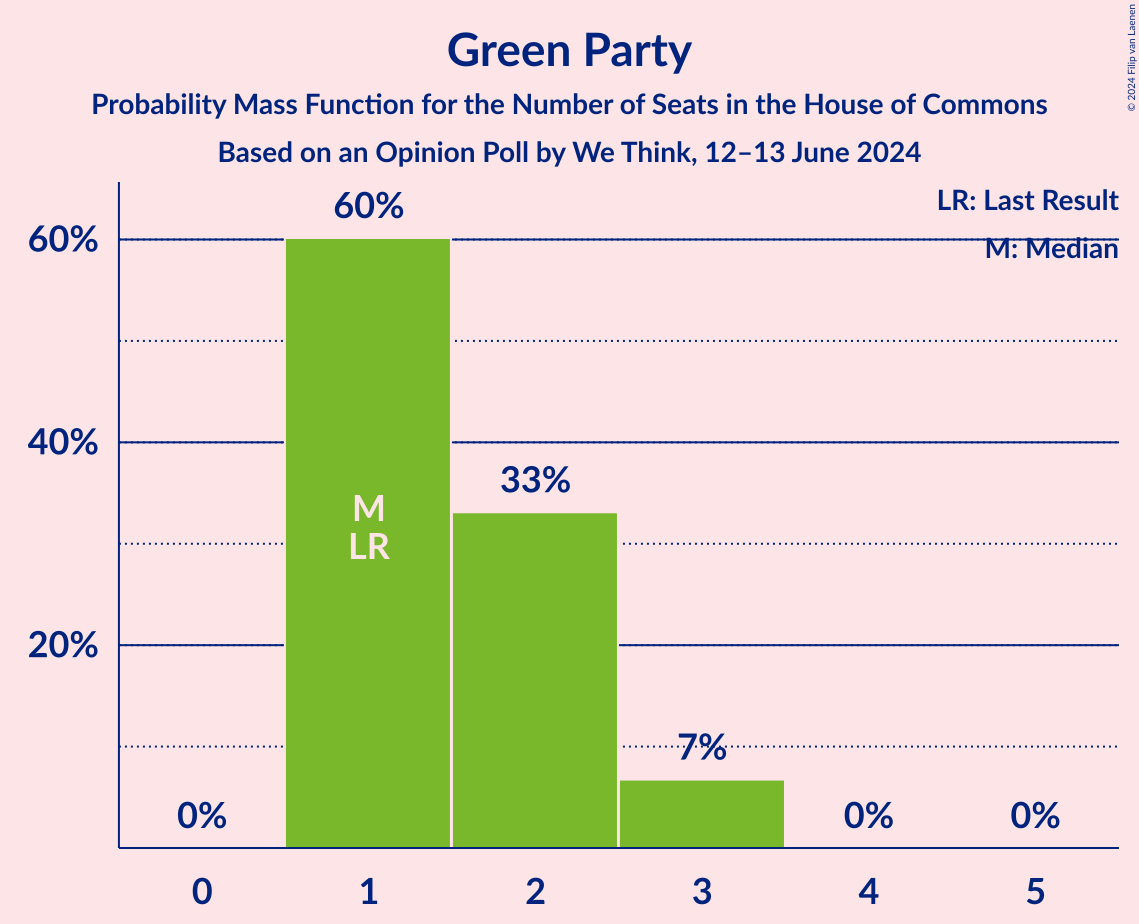 Green Party
Probability Mass Function for the Number of Seats in the House of Commons
Based on an Opinion Poll by We Think, 12–13 June 2024
© 2024 Filip van Laenen
LR: Last Result
M: Median
60%
40%
20%
0%
60%
33%
7%
0%
0%
M
LR
0
1
2
3
4
5